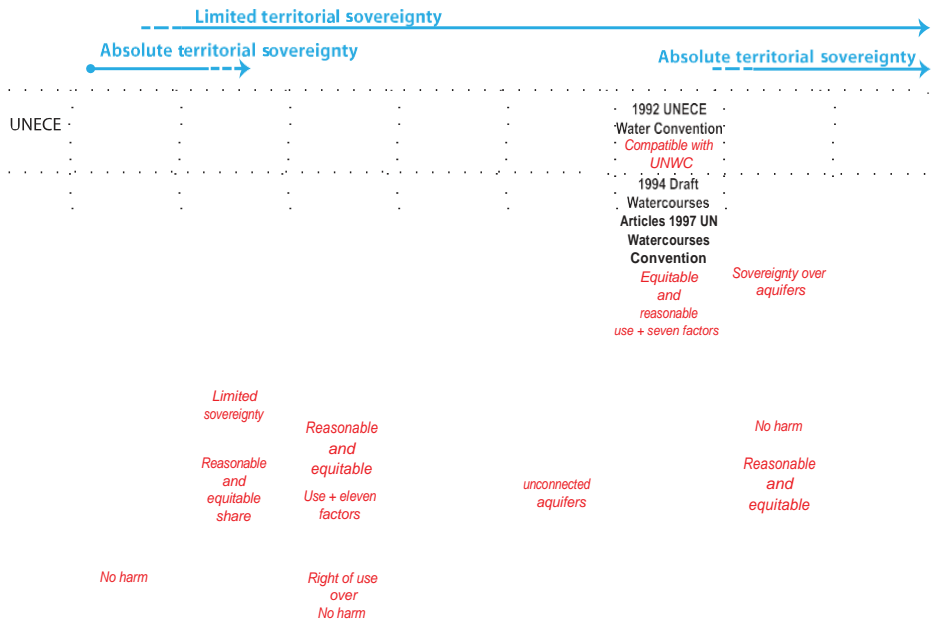 Limited territorial sovereignty
Absolute territorial sovereignty
Absolute territorial sovereignty
UNECE
1992 UNECE
Water Convention
Compatible with
UNWC
1994 Draft
Watercourses
Articles 1997 UN
Watercourses
Convention
Equitable
and
reasonable
use + seven factors
Sovereignty over
aquifers
Limited
sovereignty
Reasonable
and
equitable
share
Reasonable
and
equitable
Use + eleven
factors
unconnected
aquifers
No harm
Reasonable
and
equitable
No harm
Right of use
over
No harm